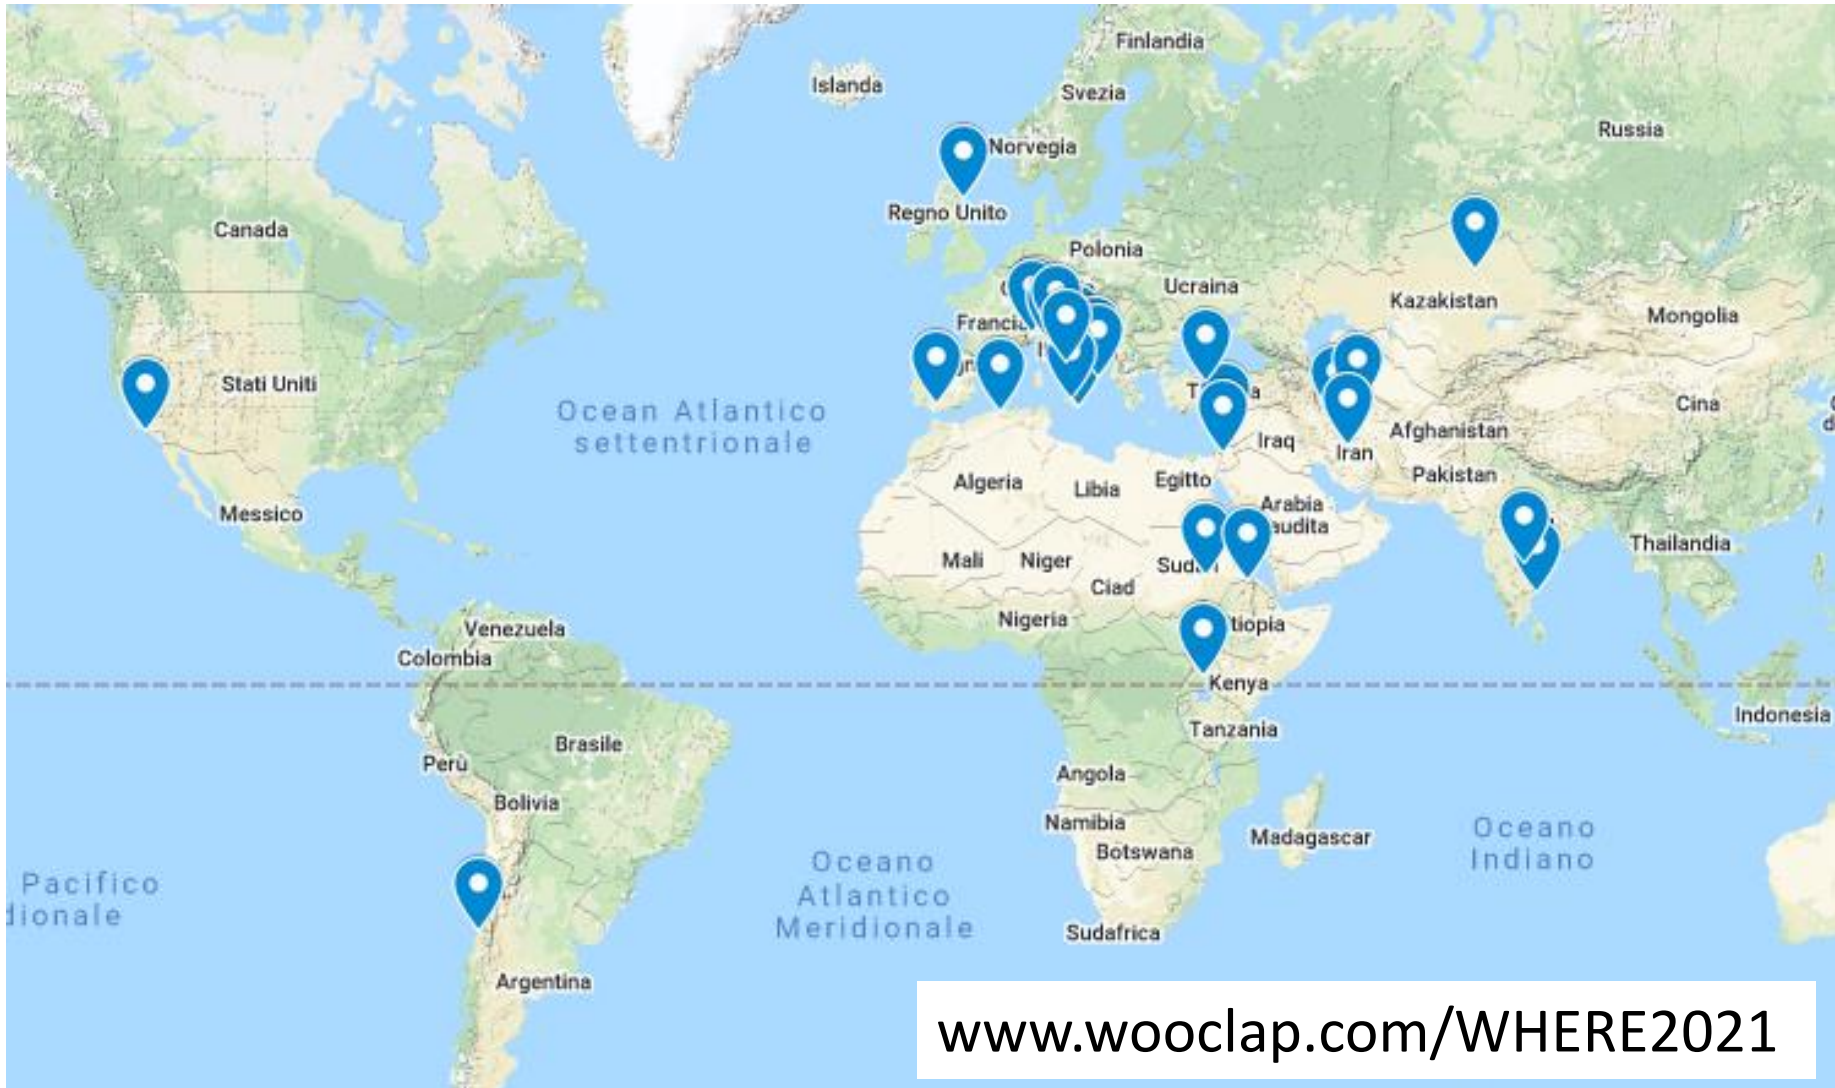 Finlandia
Islanda
Svezia
Russia
Norvegia
Regno Unito
Canada
Polonia
Ucraina
Kazakistan
Mongolia
Stati Uniti
Ocean Atlantico
settentrionale
Cina
Afghanistan
Iraq
Iran
Pakistan
Messico
Algeria
Libia
Egitto
Arabia
Mali
Niger
Ciad
Thailandia
Nigeria
Venezuela
Colombia
Kenya
Tanzania
Indonesia
Brasile
Perù
Bolivia
Angola
Namibia
Botswana
Madagascar
Oceano
Indiano
Oceano
Atlantico
Meridionale
Pacifico
Sudafrica
Argentina
www.wooclap.com/WHERE2021